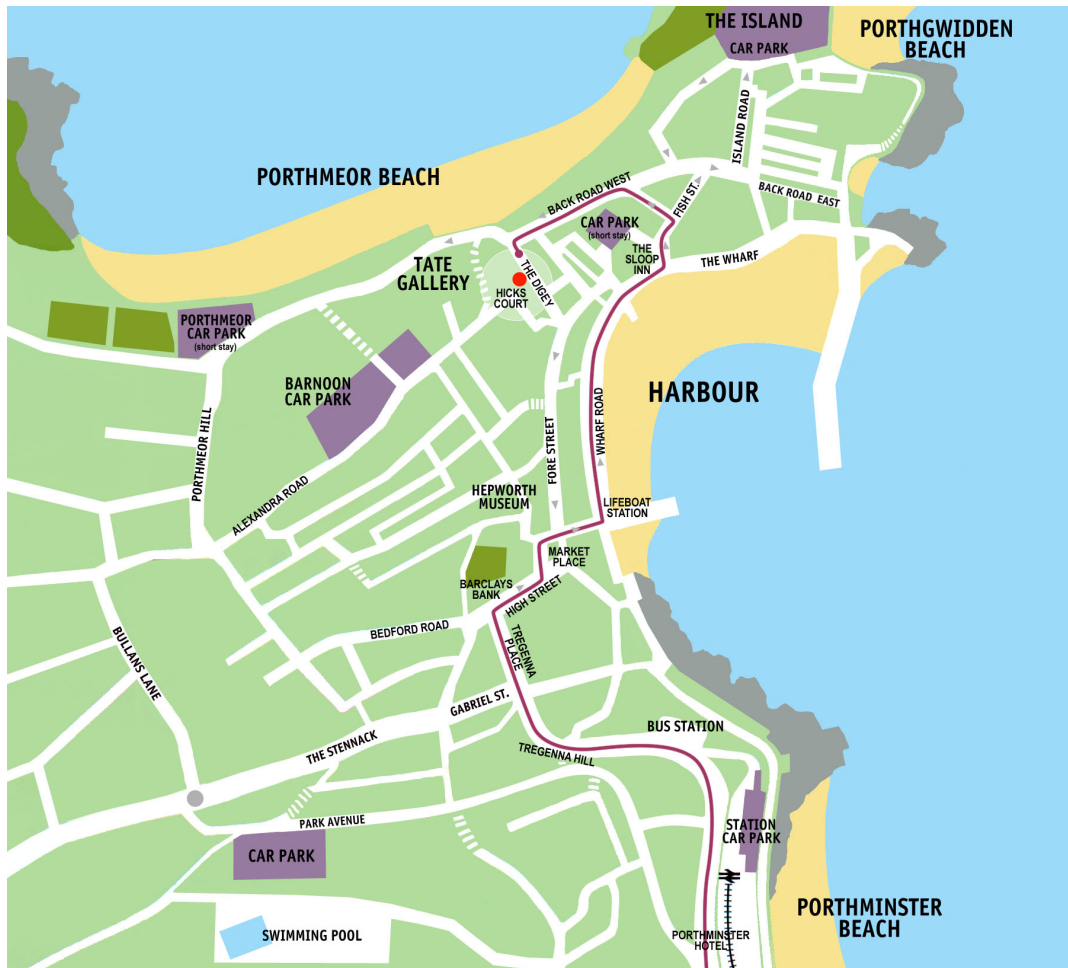 THE ISLAND
CAR PARK
PORTHGWIDDEN
BEACH
ISLAND ROAD
PORTHMEOR BEACH
BACK ROAD WEST
FISH ST.
BACK ROAD EAST
CAR PARK
(short stay)
THE
SLOOP
INN
THE WHARF
TATE
GALLERY
THE DIGEY
HICKS
COURT
PORTHMEOR
CAR PARK
(short stay)
BARNOON
CAR PARK
HARBOUR
WHARF ROAD
FORE STREET
PORTHMEOR HILL
ALEXANDRA ROAD
HEPWORTH
MUSEUM
LIFEBOAT
STATION
MARKET
PLACE
BARCLAYS
BANK
HIGH STREET
BEDFORD ROAD
TREGENNA
PLACE
BULLANS LANE
GABRIEL ST.
THE STENNACK
BUS STATION
TREGENNA HILL
PARK AVENUE
STATION
CAR PARK
CAR PARK
PORTHMINSTER
BEACH
SWIMMING POOL
PORTHMINSTER
HOTEL